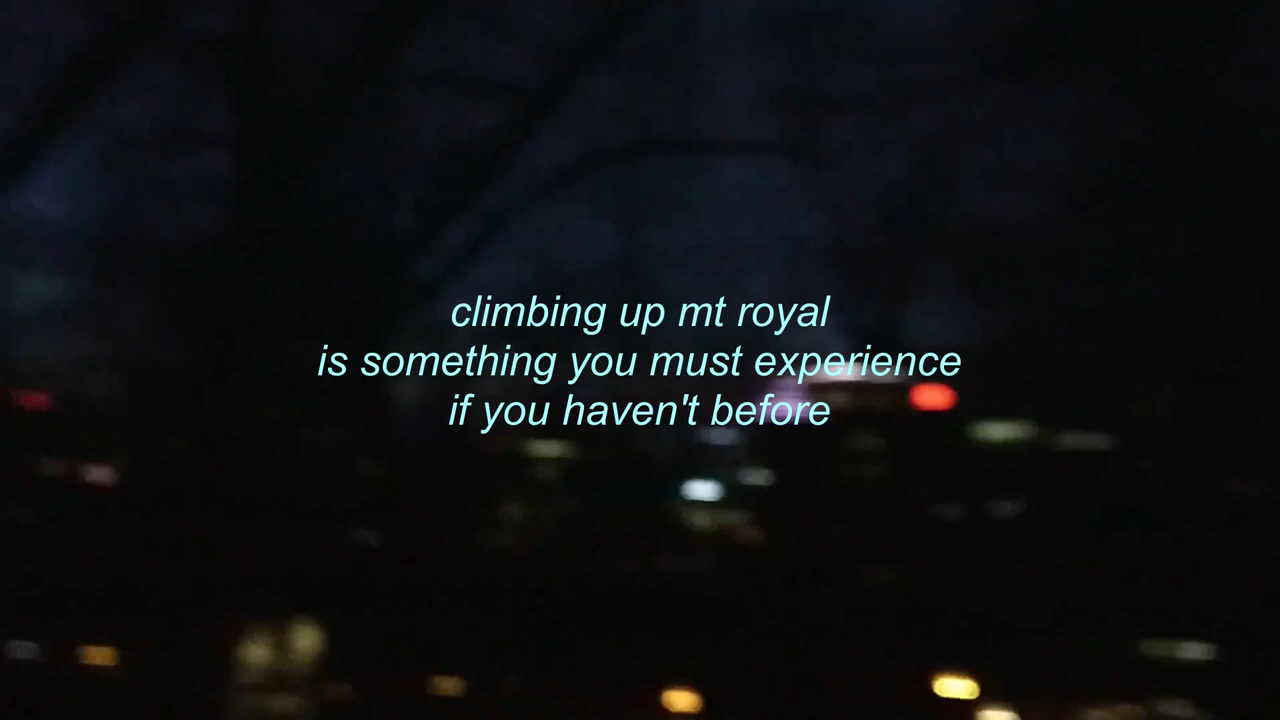 climbing up mt royal
is something you must experience
if you haven't before